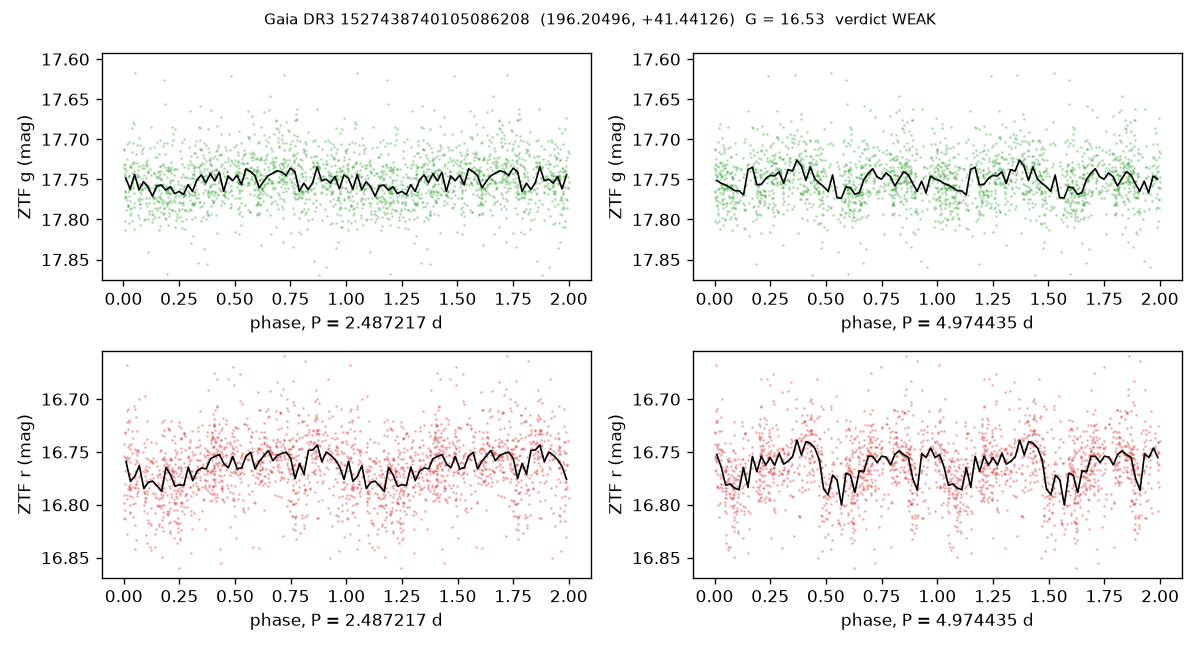 Gaia DR3 1527438740105086208  (196.20496, +41.44126)  G = 16.53  verdict WEAK
17.60
17.65
17.70
17.75
17.80
17.85
ZTF g (mag)
0.00 0.25 0.50 0.75 1.00 1.25 1.50 1.75 2.00
phase, P = 2.487217 d
17.60
17.65
17.70
17.75
17.80
17.85
ZTF g (mag)
0.00 0.25 0.50 0.75 1.00 1.25 1.50 1.75 2.00
phase, P = 4.974435 d
16.70
16.75
16.80
16.85
ZTF r (mag)
0.00 0.25 0.50 0.75 1.00 1.25 1.50 1.75 2.00
phase, P = 2.487217 d
16.70
16.75
16.80
16.85
ZTF r (mag)
0.00 0.25 0.50 0.75 1.00 1.25 1.50 1.75 2.00
phase, P = 4.974435 d